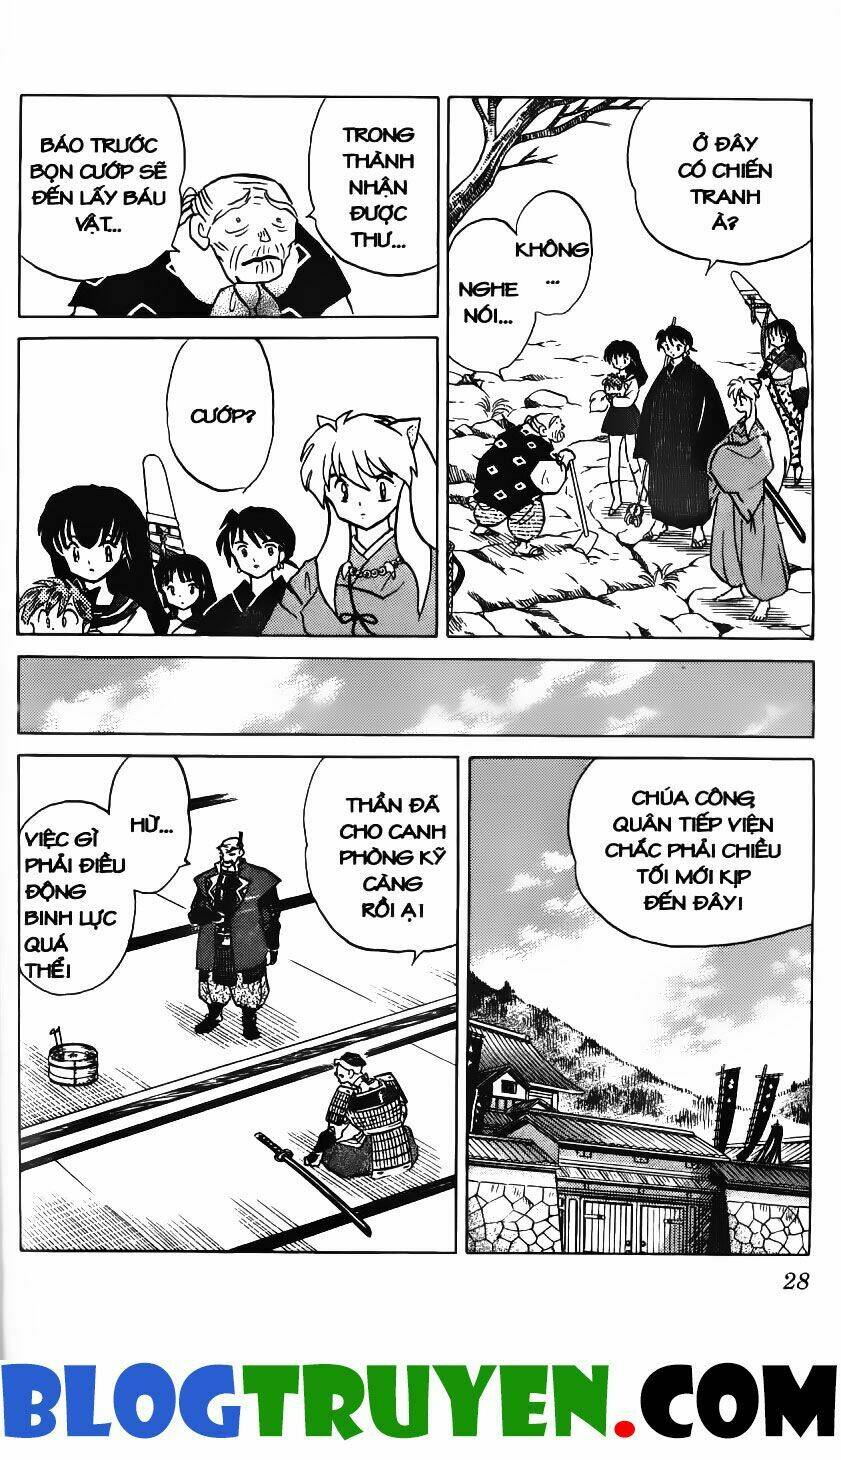 Ở ĐÂY
CÓ CHIẾN
TRANH
À?
KHÔNG
...
NGHE
NÓI...
TRONG
THÀNH
NHẬN
ĐƯỢC
THƯ...
BÁO TRƯỚC
BỌN CƯỚP SẼ
ĐẾN LẤY BÁU
VẬT...
CƯỚP?
CHÚA CÔNG,
QUÂN TIẾP VIỆN
CHẮC PHẢI CHIỀU
TỐI MỚI KỊP
ĐẾN ĐÂY!
THẦN ĐÃ
CHO CANH
PHÒNG KỸ
CÀNG
RỒI ẠI
HỪ...
VIỆC GÌ
PHẢI ĐIỀU
ĐỘNG
BINH LỰC
QUÁ
THỂ!
28
BLOGTRUYEN.COM